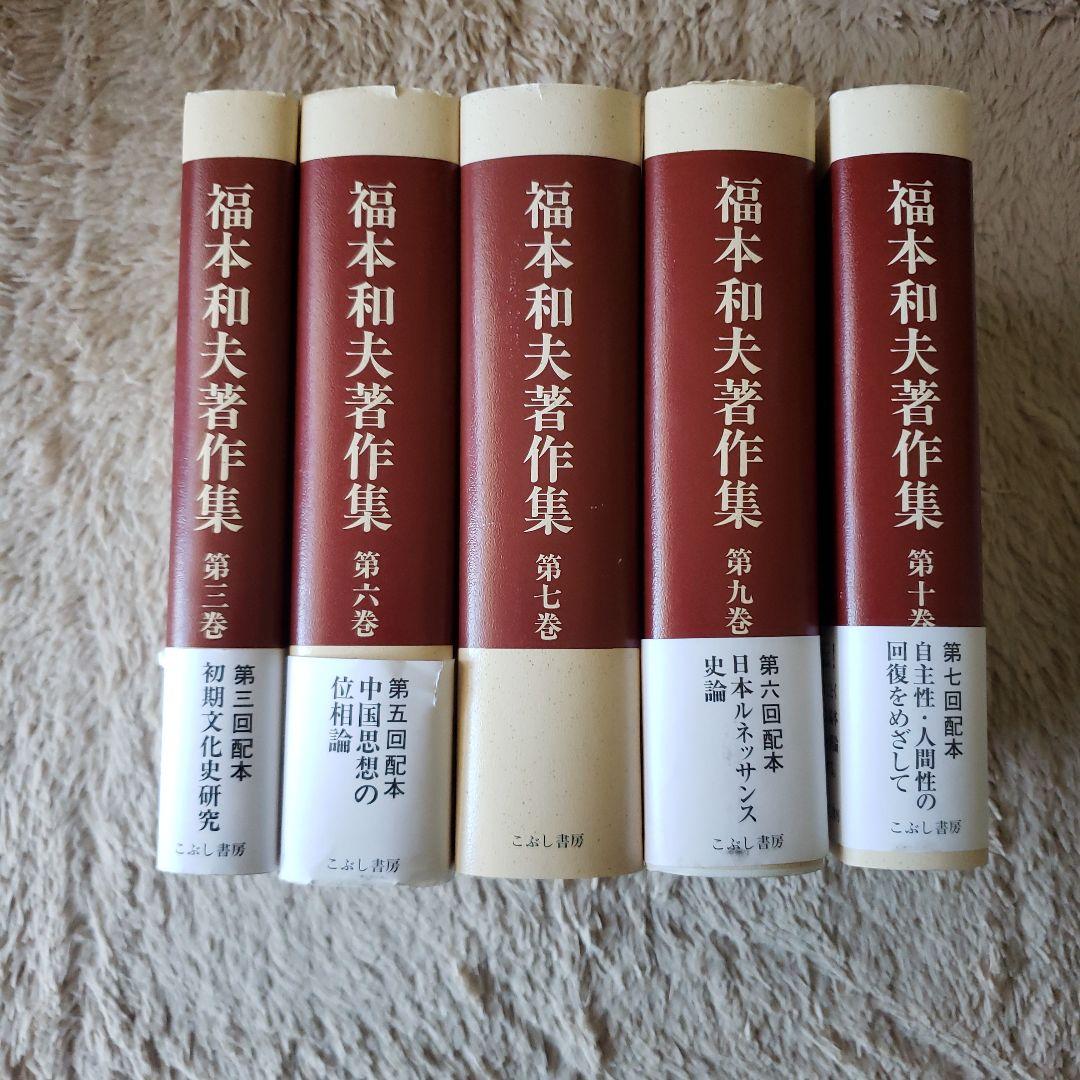 福本和夫著作集 第三巻
第三回配本
初期文化史研究
こぶし書房
福本和夫著作集 第六巻
第五回配本
中国思想の
位相論
こぶし書房
福本和夫著作集 第七巻
こぶし書房
福本和夫著作集 第九巻
第六回配本
日本ルネッサンス
史論
こぶし書房
福本和夫著作集 第十巻
第七回配本
自主性・人間性の
回復をめざして
こぶし書房